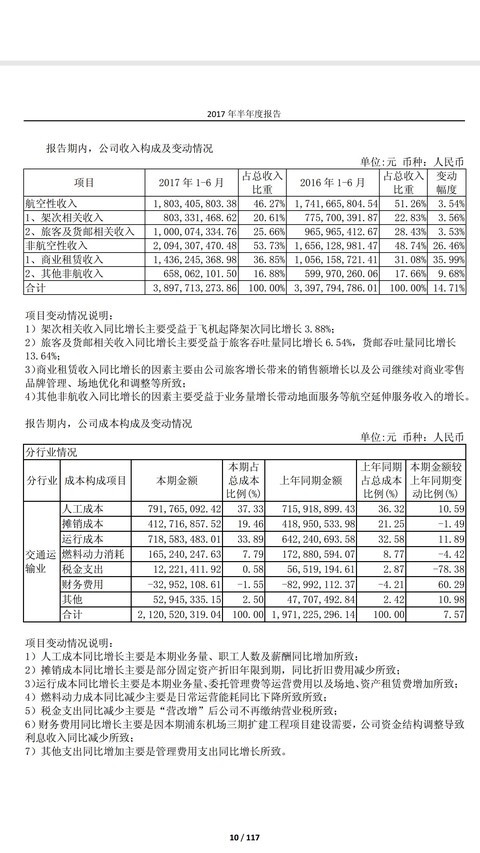 2017 年半年度报告
报告期内，公司收入构成及变动情况
单位:元 币种：人民币
项目 2017 年 1-6 月 占总收入比重 2016 年 1-6 月 占总收入比重 变动幅度
航空性收入 1,803,405,803.38 46.27% 1,741,665,804.54 51.26% 3.54%
1、架次相关收入 803,331,468.62 20.61% 775,700,391.87 22.83% 3.56%
2、旅客及货邮相关收入 1,000,074,334.76 25.66% 965,965,412.67 28.43% 3.53%
非航空性收入 2,094,307,470.48 53.73% 1,656,128,981.47 48.74% 26.46%
1、商业租赁收入 1,436,245,368.98 36.85% 1,056,158,721.41 31.08% 35.99%
2、其他非航收入 658,062,101.50 16.88% 599,970,260.06 17.66% 9.68%
合计 3,897,713,273.86 100.00% 3,397,794,786.01 100.00% 14.71%
项目变动情况说明：
1）架次相关收入同比增长主要受益于飞机起降架次同比增长 3.88%；
2）旅客及货邮相关收入同比增长主要受益于旅客吞吐量同比增长 6.54%，货邮吞吐量同比增长
13.64%；
3)商业租赁收入同比增长的因素主要由公司旅客增长带来的销售额增长以及公司继续对商业零售
品牌管理、场地优化和调整等所致；
4)其他非航收入同比增长的因素主要受益于业务量增长带动地面服务等航空延伸服务收入的增长。
报告期内，公司成本构成及变动情况
单位:元 币种：人民币
分行业情况
分行业 成本构成项目 本期金额 本期占总成本比例(%) 上年同期金额 上年同期占总成本比例(%) 本期金额较上年同期变动比例(%)
交通运输业 人工成本 791,765,092.42 37.33 715,918,899.43 36.32 10.59
摊销成本 412,716,857.52 19.46 418,950,533.98 21.25 -1.49
运行成本 718,583,483.01 33.89 642,240,693.58 32.58 11.89
燃料动力消耗 165,240,247.63 7.79 172,880,594.07 8.77 -4.42
税金支出 12,221,411.92 0.58 56,519,194.61 2.87 -78.38
财务费用 -32,952,108.61 -1.55 -82,992,112.37 -4.21 60.29
其他 52,945,335.15 2.50 47,707,492.84 2.42 10.98
合计 2,120,520,319.04 100.00 1,971,225,296.14 100.00 7.57
项目变动情况说明：
1）人工成本同比增长主要是本期业务量、职工人数及薪酬同比增加所致；
2）摊销成本同比增长主要是部分固定资产折旧年限到期，同比折旧费用减少所致；
3)运行成本同比增长主要是本期业务量、委托管理费等运营费用以及场地、资产租赁费增加所致；
4）燃料动力成本同比减少主要是日常运营能耗同比下降所致所致；
5）税金支出同比减少主要是“营改增”后公司不再缴纳营业税所致；
6)财务费用同比增长主要是因本期浦东机场三期扩建工程项目建设需要，公司资金结构调整导致
利息收入同比减少所致；
7）其他支出同比增加主要是管理费用支出同比增长所致。
10 / 117